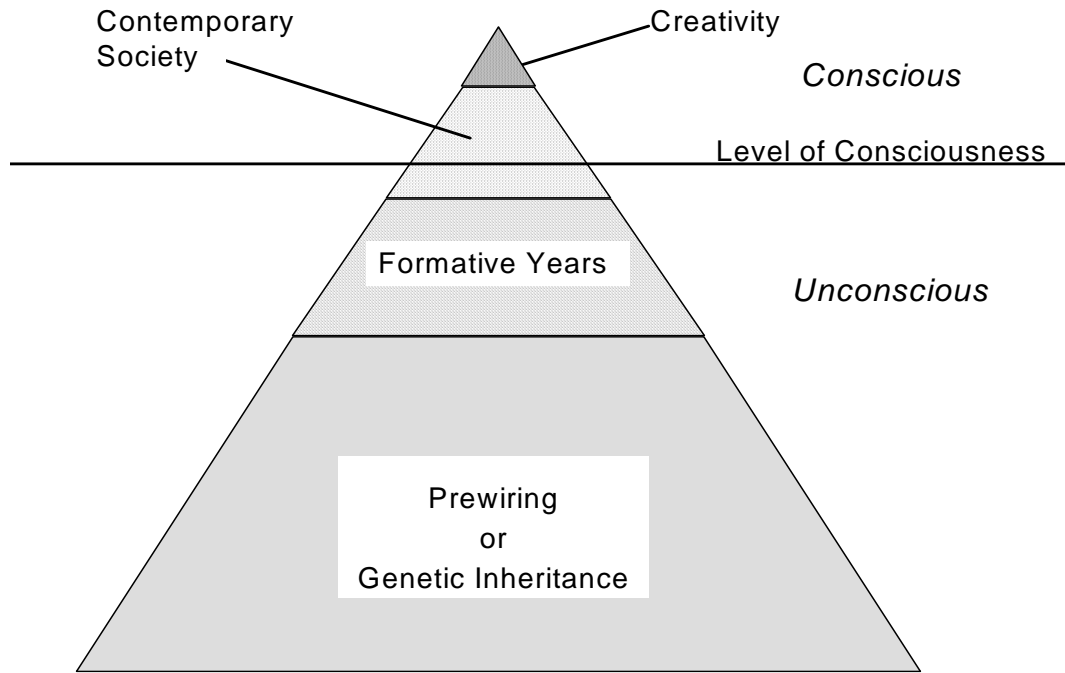 Contemporary
Society
Creativity
Conscious
Level of Consciousness
Formative Years
Unconscious
Prewiring
or
Genetic Inheritance